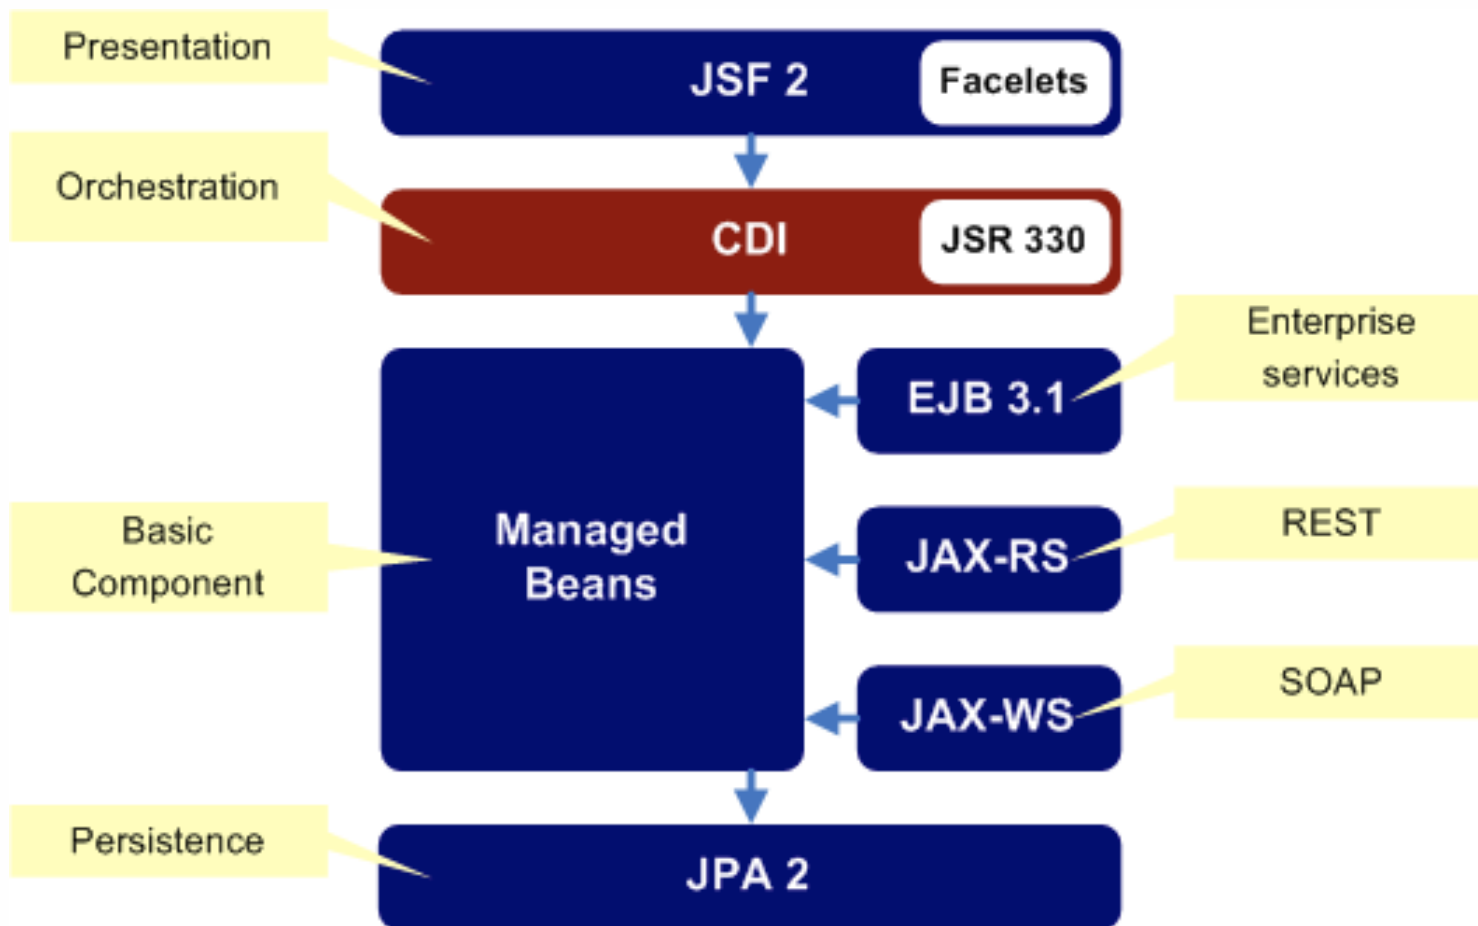 Presentation
JSF 2
Facelets
Orchestration
CDI
JSR 330
Enterprise
services
EJB 3.1
Basic
Component
Managed
Beans
JAX-RS
REST
JAX-WS
SOAP
Persistence
JPA 2